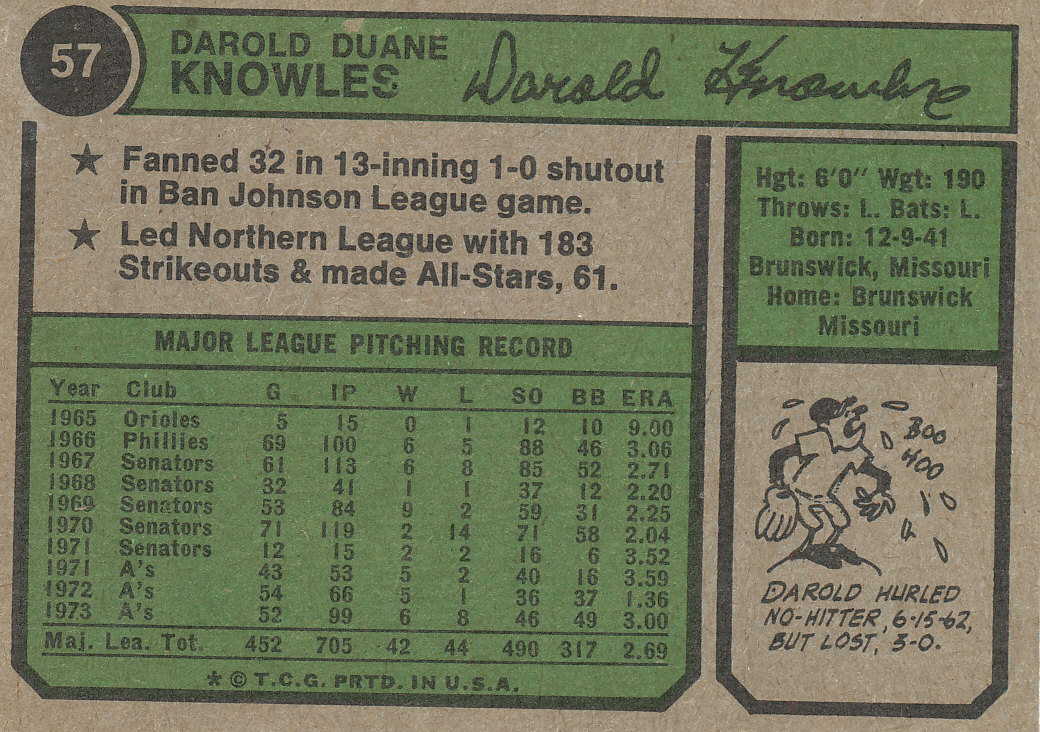 57
DAROLD DUANE
KNOWLES
Darold Knowles
★ Fanned 32 in 13-inning 1-0 shutout
in Ban Johnson League game.
★ Led Northern League with 183
Strikeouts & made All-Stars, 61.
Hgt: 6'0" Wgt: 190
Throws: L. Bats: L.
Born: 12-9-41
Brunswick, Missouri
Home: Brunswick
Missouri
MAJOR LEAGUE PITCHING RECORD
Year Club G IP W L SO BB ERA
1965 Orioles 5 15 0 1 12 10 9.00
1966 Phillies 69 100 6 5 88 46 3.06
1967 Senators 61 113 6 8 85 52 2.71
1968 Senators 32 41 1 1 37 12 2.20
1969 Senators 53 84 9 2 59 31 2.25
1970 Senators 71 119 2 14 71 58 2.04
1971 Senators 12 15 2 2 16 6 3.52
1971 A's 43 53 5 2 40 16 3.59
1972 A's 54 66 5 1 36 37 1.36
1973 A's 52 99 6 8 46 49 3.00
Maj. Lea. Tot. 452 705 42 44 490 317 2.69
* © T.C.G. PRTD. IN U.S.A.
BOO
HOO
DAROLD HURLED
NO-HITTER, 6-15-62,
BUT LOST, 3-0.